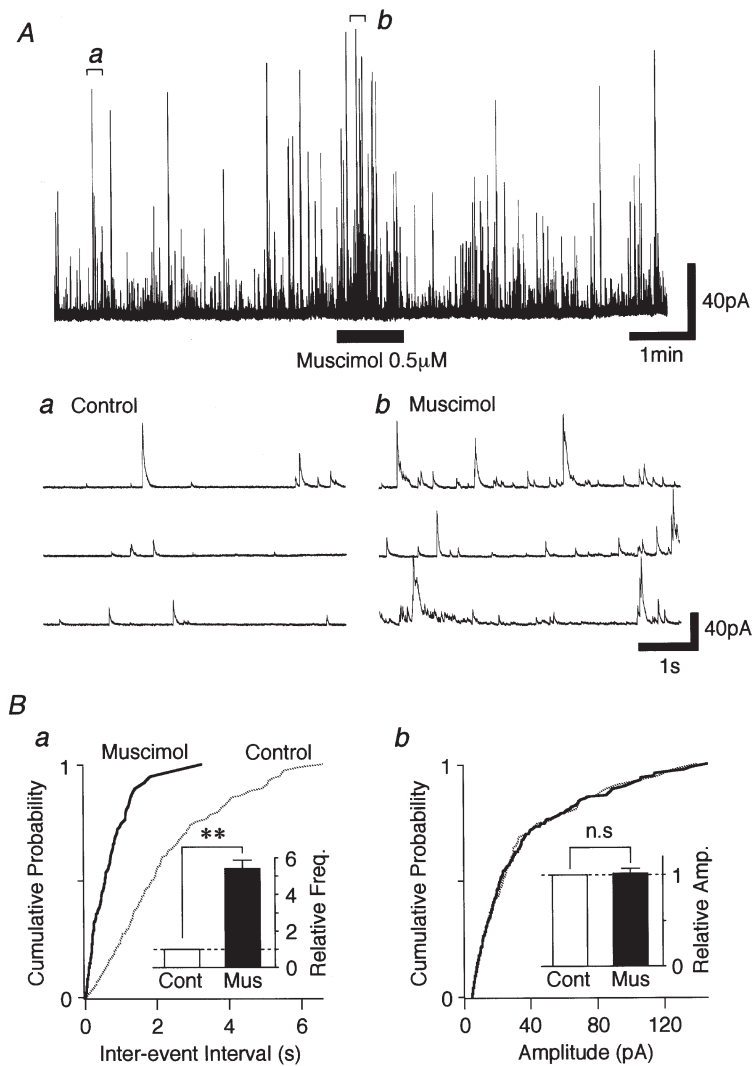 A
a
b
40pA
1min
Muscimol 0.5μM
a Control
b Muscimol
40pA
1s
B
a
Muscimol
Control
1
Cumulative Probability
0
0 2 4 6
Inter-event Interval (s)
**
6
4
2
0
Relative Freq.
Cont Mus
b
1
Cumulative Probability
0
0 40 80 120
Amplitude (pA)
n.s
1
0
Relative Amp.
Cont Mus